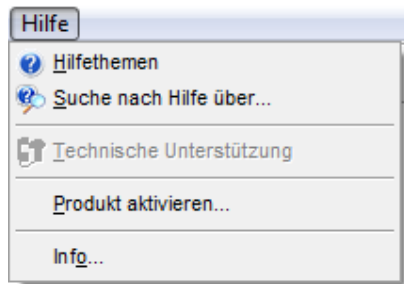 Hilfe
Hilfethemen
Suche nach Hilfe über...
Technische Unterstützung
Produkt aktivieren...
Info...